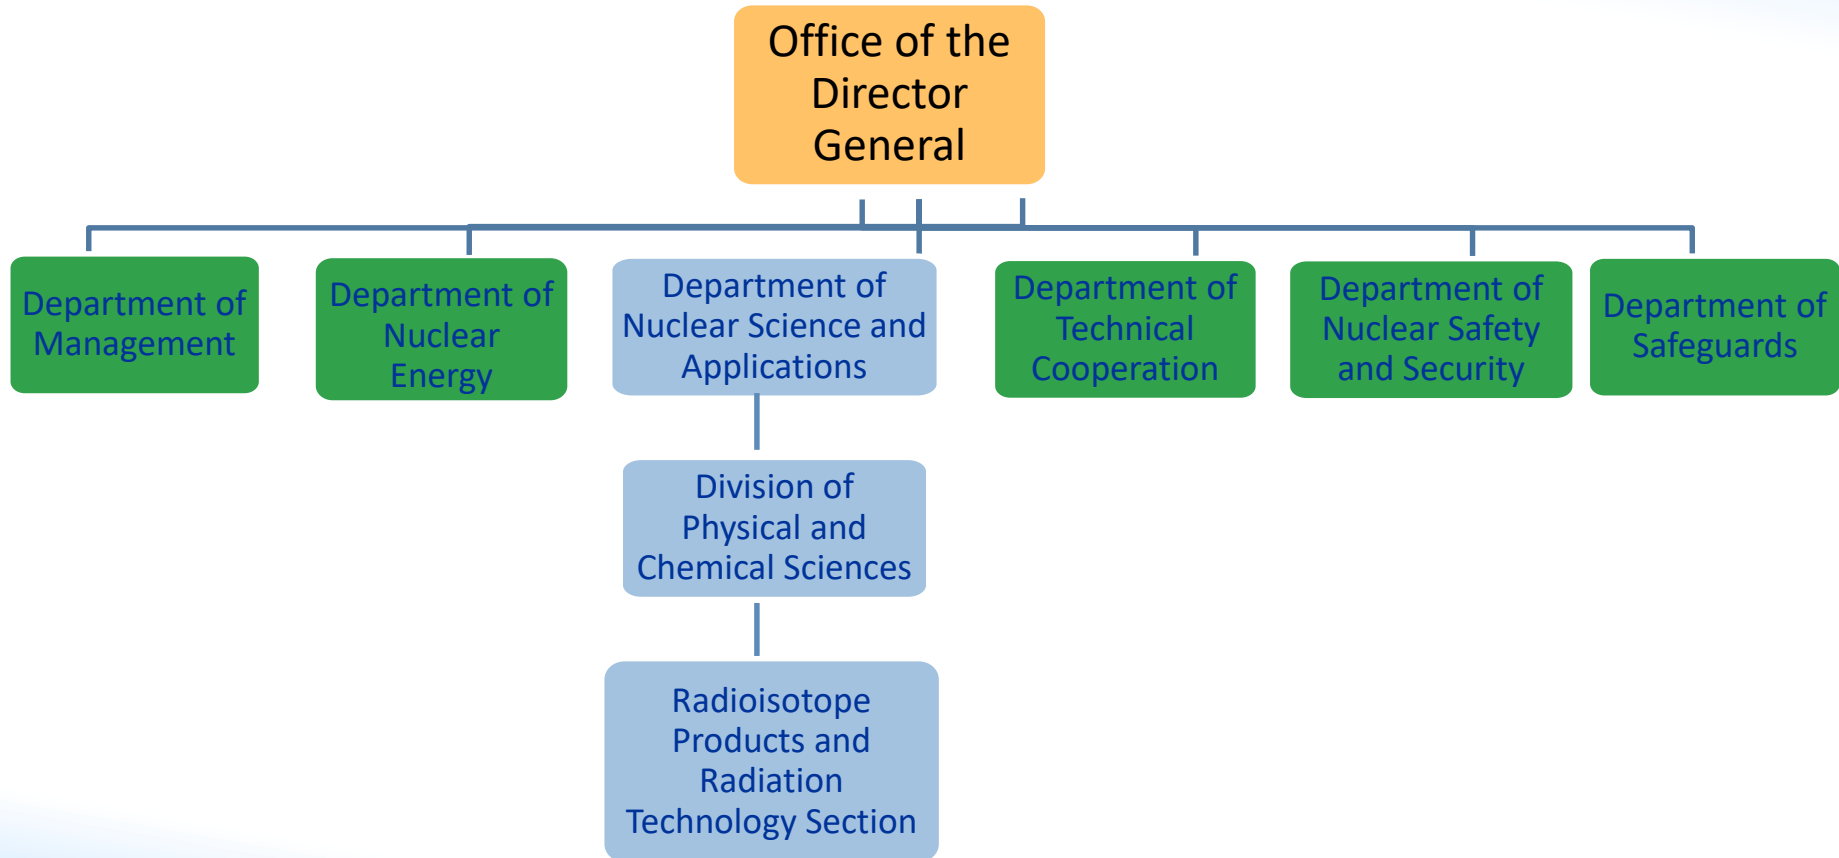 Office of the
Director
General
Department of
Management
Department of
Nuclear
Energy
Department of
Nuclear Science and
Applications
Department of
Technical
Cooperation
Department of
Nuclear Safety
and Security
Department of
Safeguards
Division of
Physical and
Chemical Sciences
Radioisotope
Products and
Radiation
Technology Section